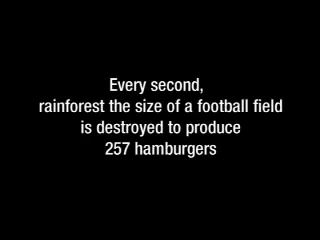 Every second,
rainforest the size of a football field
is destroyed to produce
257 hamburgers